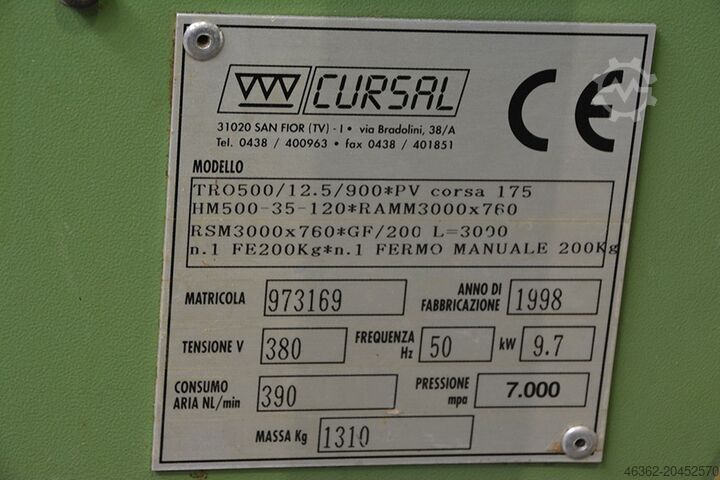 CURSAL
31020 SAN FIOR (TV) - I • via Bradolini, 38/A
Tel. 0438 / 400963 • fax 0438 / 401851
CE
MODELLO
TRO500/12.5/900*PV corsa 175
HM500-35-120*RAMM3000x760
RSM3000x760*GF/200 L=3000
n.1 FE200Kg*n.1 FERMO MANUALE 200Kg
MATRICOLA 973169 ANNO DI FABBRICAZIONE 1998
TENSIONE V 380 FREQUENZA Hz 50 kW 9.7
CONSUMO ARIA NL/min 390 PRESSIONE mpa 7.000
MASSA Kg 1310
46362-20452570